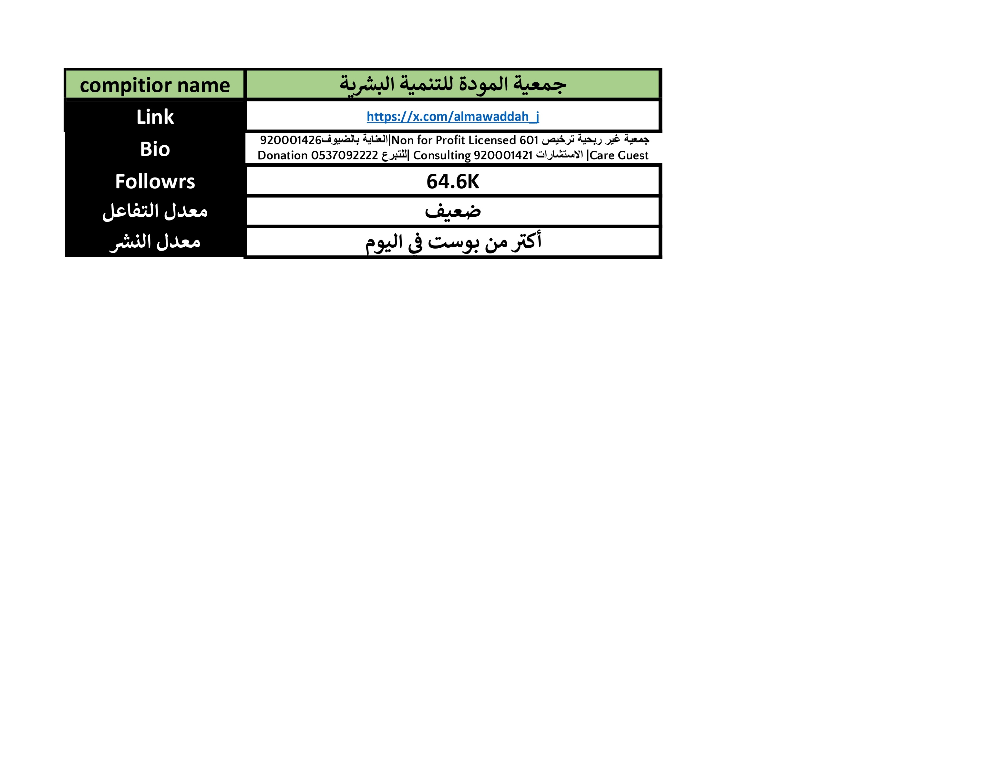 compitior name
جمعية المودة للتنمية البشرية
Link
https://x.com/almawaddah_j
Bio
جمعية غير ربحية ترخيص 601 Non for Profit Licensed|العناية بالضيوف920001426
Care Guest| الاستشارات 920001421 Consulting |للتبرع 0537092222 Donation
Followrs
64.6K
معدل التفاعل
ضعيف
معدل النشر
أكتر من بوست في اليوم